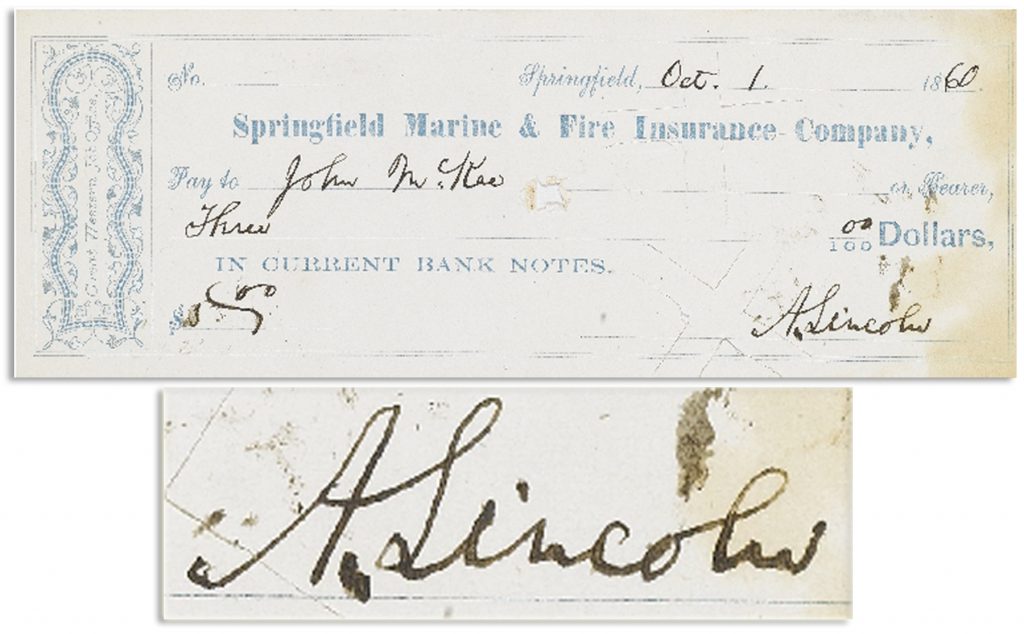 No. Springfield, Oct. 1. 1860.
Springfield Marine & Fire Insurance Company,
Pay to John McKee or Bearer,
Three 00/100 Dollars,
IN CURRENT BANK NOTES.
$3 00
A. Lincoln
A. Lincoln